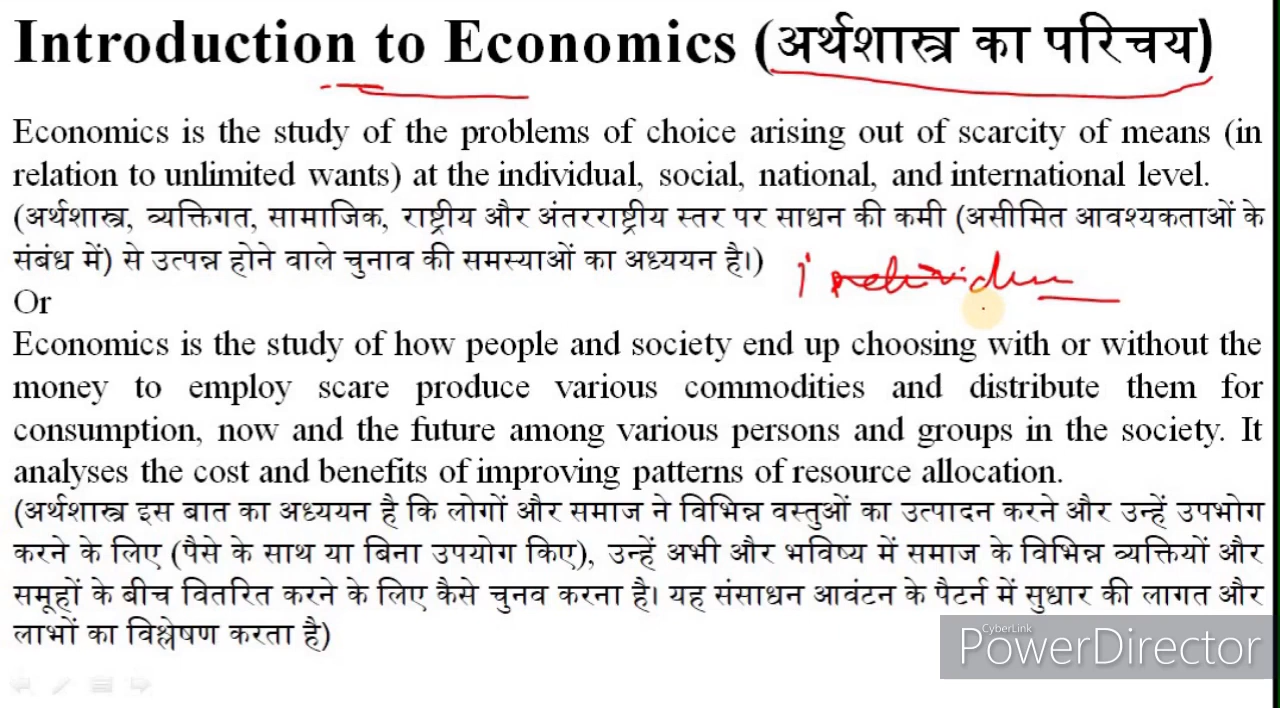 Introduction to Economics (अर्थशास्त्र का परिचय)
Economics is the study of the problems of choice arising out of scarcity of means (in
relation to unlimited wants) at the individual, social, national, and international level.
(अर्थशास्त्र, व्यक्तिगत, सामाजिक, राष्ट्रीय और अंतरराष्ट्रीय स्तर पर साधन की कमी (असीमित आवश्यकताओं के
संबंध में) से उत्पन्न होने वाले चुनाव की समस्याओं का अध्ययन है।)
Or
Economics is the study of how people and society end up choosing with or without the
money to employ scare produce various commodities and distribute them for
consumption, now and the future among various persons and groups in the society. It
analyses the cost and benefits of improving patterns of resource allocation.
(अर्थशास्त्र इस बात का अध्ययन है कि लोगों और समाज ने विभिन्न वस्तुओं का उत्पादन करने और उन्हें उपभोग
करने के लिए (पैसे के साथ या बिना उपयोग किए), उन्हें अभी और भविष्य में समाज के विभिन्न व्यक्तियों और
समूहों के बीच वितरित करने के लिए कैसे चुनव करना है। यह संसाधन आवंटन के पैटर्न में सुधार की लागत और
लाभों का विश्लेषण करता है)
CyberLink
PowerDirector